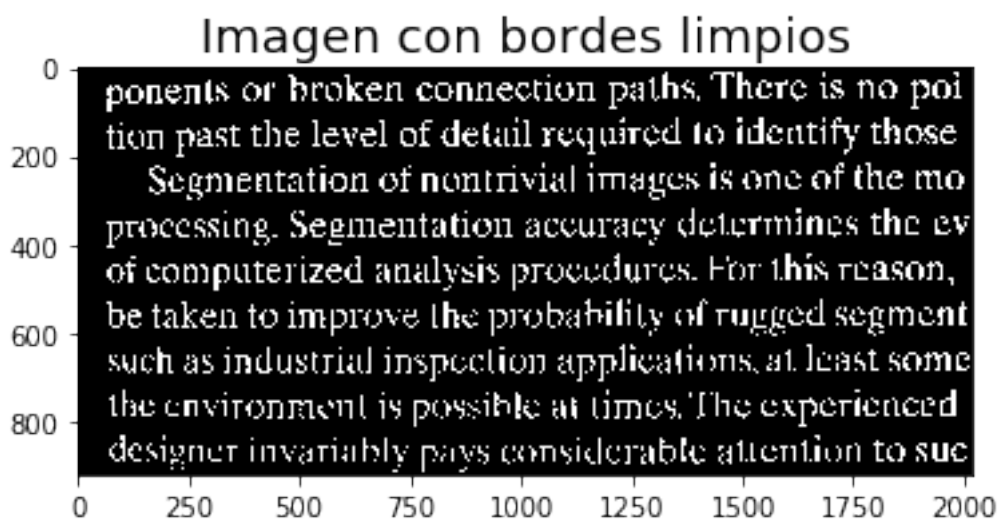 Imagen con bordes limpios
0
ponents or broken connection paths. There is no poi
tion past the level of detail required to identify those
200
Segmentation of nontrivial images is one of the mo
processing. Segmentation accuracy determines the ev
400
of computerized analysis procedures. For this reason,
be taken to improve the probability of rugged segment
600
such as industrial inspection applications, at least some
the environment is possible at times. The experienced
800
designer invariably pays considerable attention to suc
0 250 500 750 1000 1250 1500 1750 2000